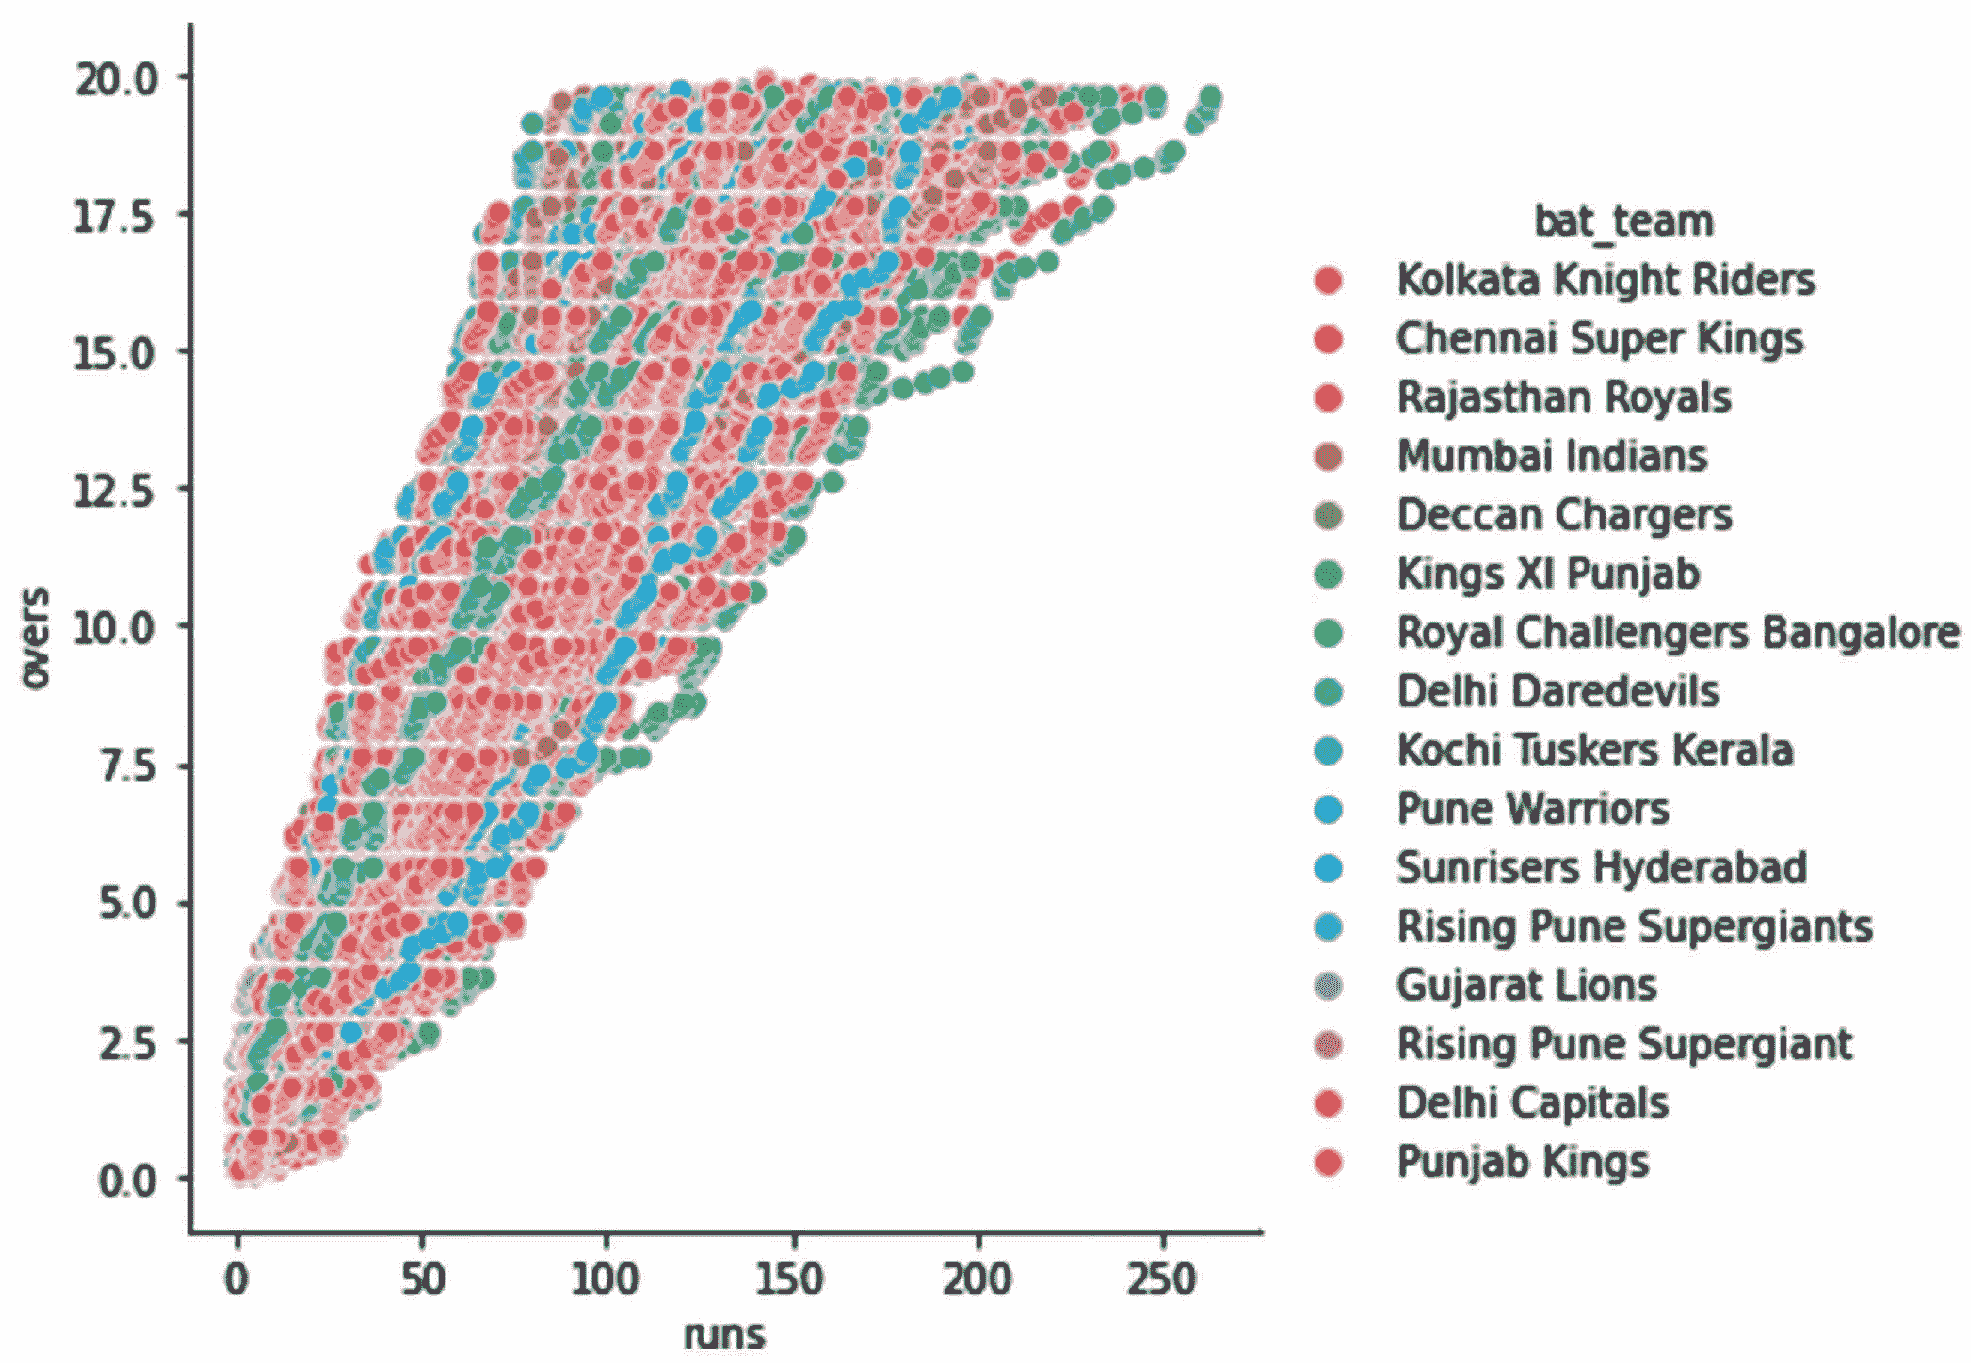 20.0
17.5
15.0
12.5
10.0
7.5
5.0
2.5
0.0
overs
0 50 100 150 200 250
runs
bat_team
Kolkata Knight Riders
Chennai Super Kings
Rajasthan Royals
Mumbai Indians
Deccan Chargers
Kings XI Punjab
Royal Challengers Bangalore
Delhi Daredevils
Kochi Tuskers Kerala
Pune Warriors
Sunrisers Hyderabad
Rising Pune Supergiants
Gujarat Lions
Rising Pune Supergiant
Delhi Capitals
Punjab Kings